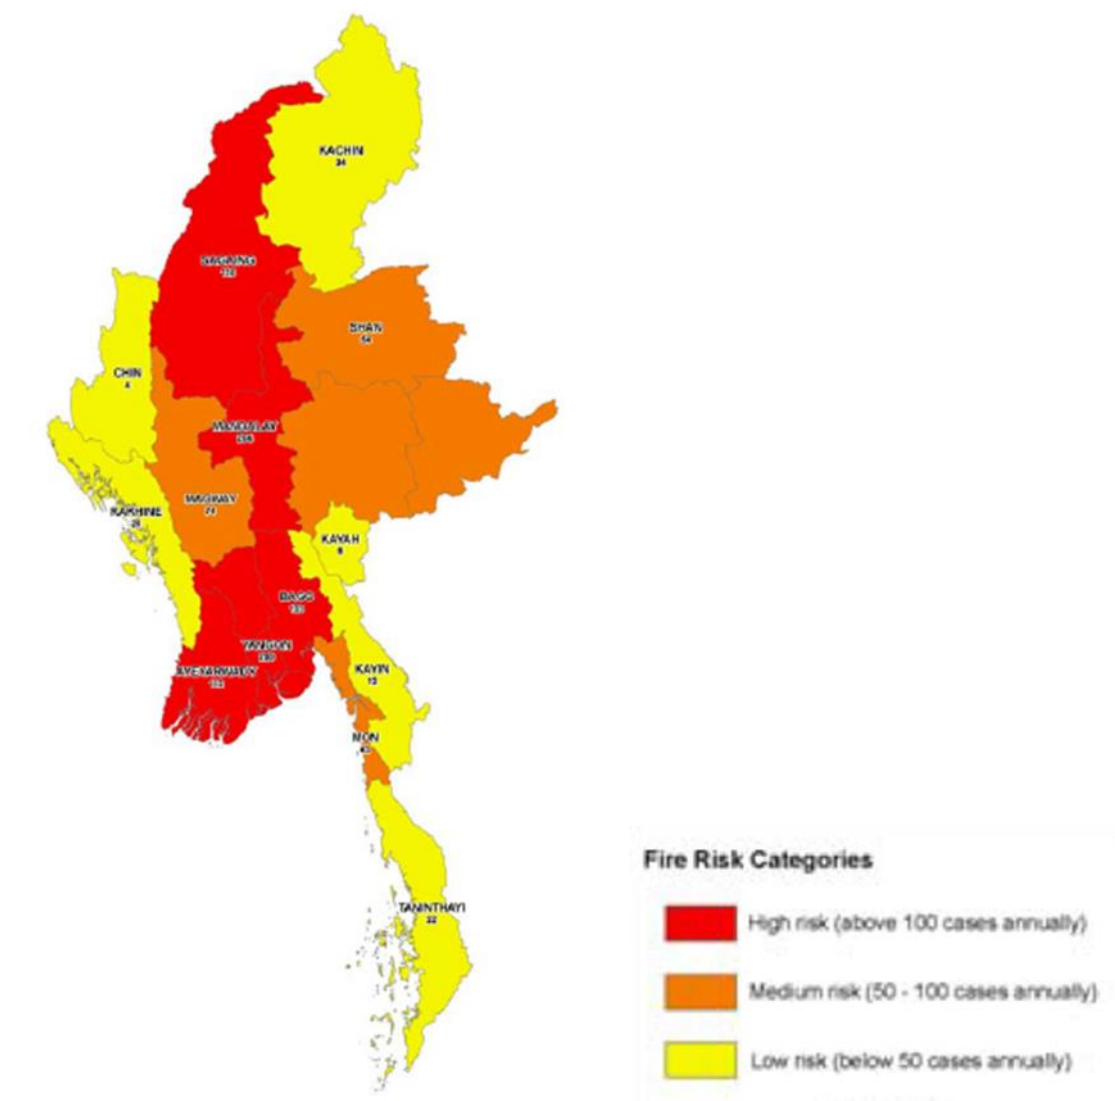 KACHIN
34
SAGAING
SHAN
54
CHIN
4
MANDALAY
MAGWAY
RAKHINE
KAYAH
BAGO
YANGON
AYEYARWADY
KAYIN
MON
TANINTHAYI
22
Fire Risk Categories
High risk (above 100 cases annually)
Medium risk (50 - 100 cases annually)
Low risk (below 50 cases annually)